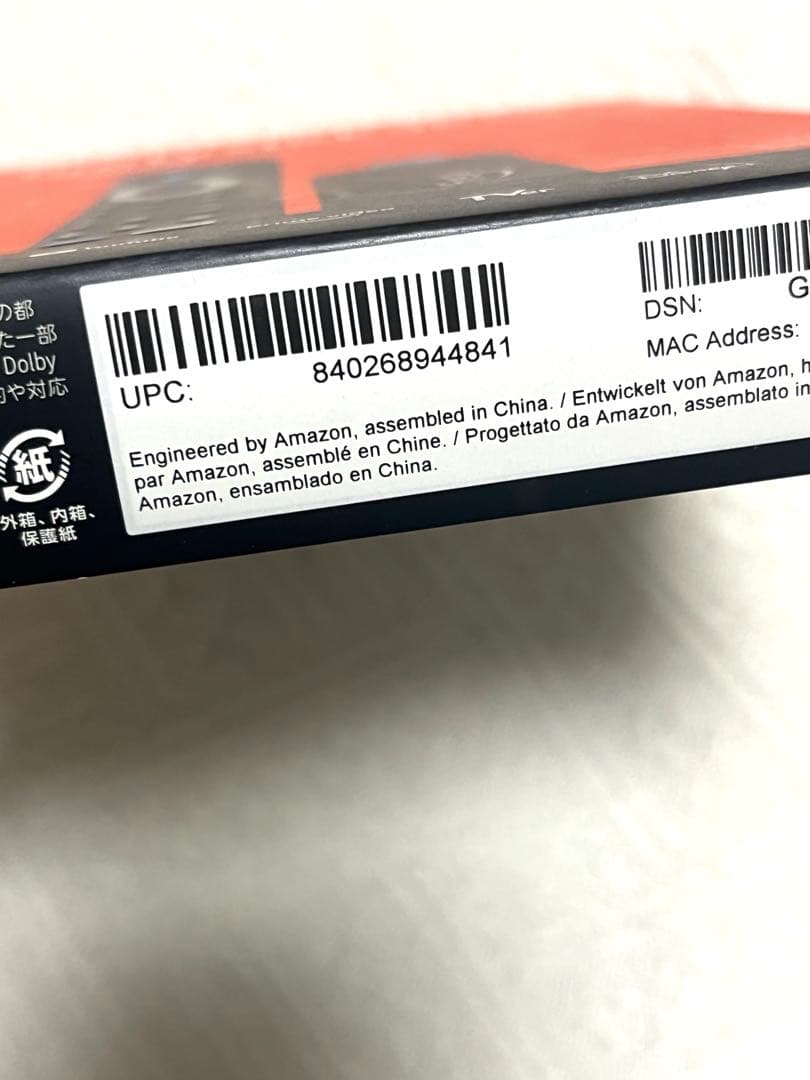 TVer
の都
た一部
Dolby
や対応
紙
外箱、内箱、
保護紙
UPC:
840268944841
DSN:
G
MAC Address:
Engineered by Amazon, assembled in China. / Entwickelt von Amazon, h
par Amazon, assemblé en Chine. / Progettato da Amazon, assemblato in
Amazon, ensamblado en China.